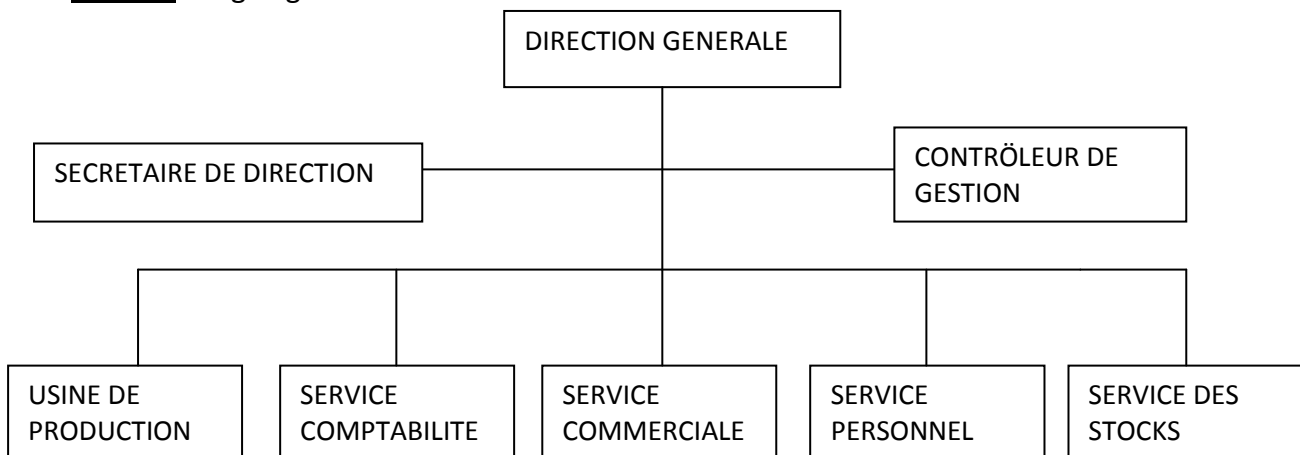 DIRECTION GENERALE
SECRETAIRE DE DIRECTION
CONTRÖLEUR DE
GESTION
USINE DE
PRODUCTION
SERVICE
COMPTABILITE
SERVICE
COMMERCIALE
SERVICE
PERSONNEL
SERVICE DES
STOCKS